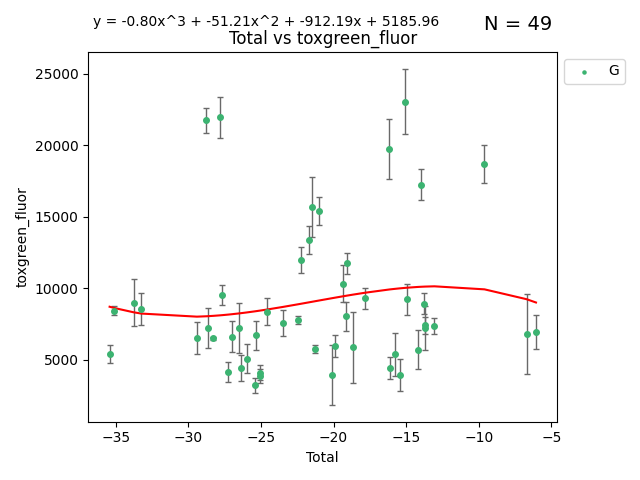 y = -0.80x^3 + -51.21x^2 + -912.19x + 5185.96
N = 49
Total vs toxgreen_fluor
G
25000
20000
15000
10000
5000
toxgreen_fluor
−35 −30 −25 −20 −15 −10 −5
Total